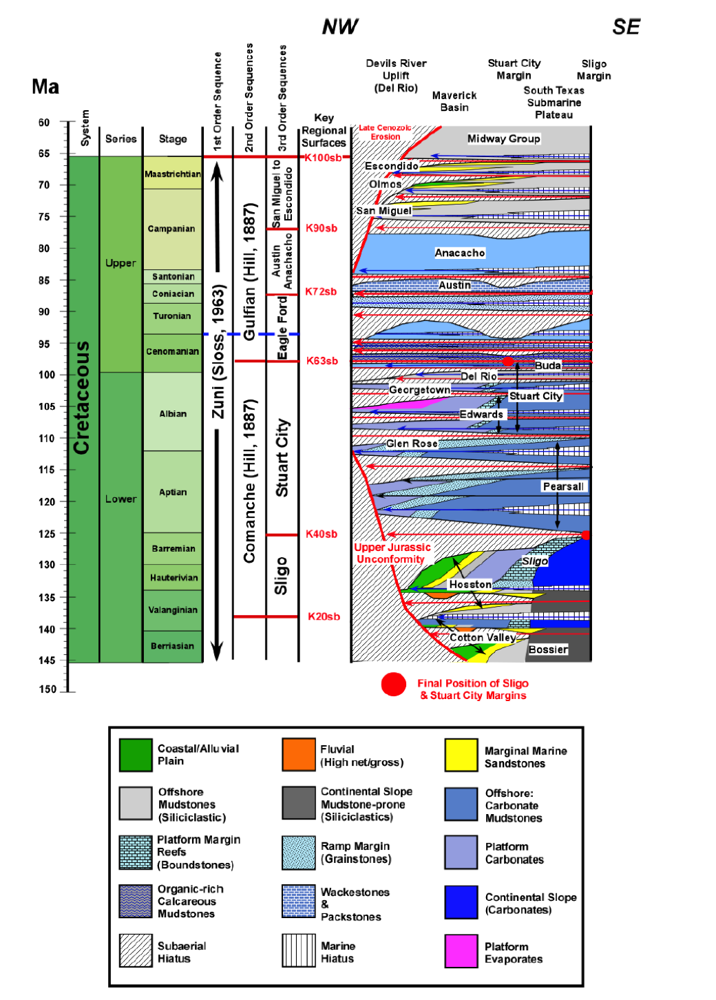 NW
SE
Ma
System
Series
Stage
1st Order Sequence
2nd Order Sequences
3rd Order Sequences
Key
Regional
Surfaces
Devils River
Uplift
(Del Rio)
Maverick
Basin
Stuart City
Margin
South Texas
Submarine
Plateau
Sligo
Margin
60
65
70
75
80
85
90
95
100
105
110
115
120
125
130
135
140
145
150
Cretaceous
Upper
Lower
Maastrichtian
Campanian
Santonian
Coniacian
Turonian
Cenomanian
Albian
Aptian
Barremian
Hauterivian
Valanginian
Berriasian
Zuni (Sloss, 1963)
Gulfian (Hill, 1887)
Comanche (Hill, 1887)
San Miguel to
Escondido
Austin
Anachacho
Eagle Ford
Stuart City
Sligo
K100sb
K90sb
K72sb
K63sb
K40sb
K20sb
Late Cenozoic
Erosion
Midway Group
Escondido
Olmos
San Miguel
Anacacho
Austin
Buda
Del Rio
Georgetown
Stuart City
Edwards
Glen Rose
Pearsall
Upper Jurassic
Unconformity
Sligo
Hosston
Cotton Valley
Bossier
Final Position of Sligo
& Stuart City Margins
Coastal/Alluvial
Plain
Fluvial
(High net/gross)
Marginal Marine
Sandstones
Offshore
Mudstones
(Siliciclastic)
Continental Slope
Mudstone-prone
(Siliciclastics)
Offshore:
Carbonate
Mudstones
Platform Margin
Reefs
(Boundstones)
Ramp Margin
(Grainstones)
Platform
Carbonates
Organic-rich
Calcareous
Mudstones
Wackestones
&
Packstones
Continental Slope
(Carbonates)
Subaerial
Hiatus
Marine
Hiatus
Platform
Evaporates